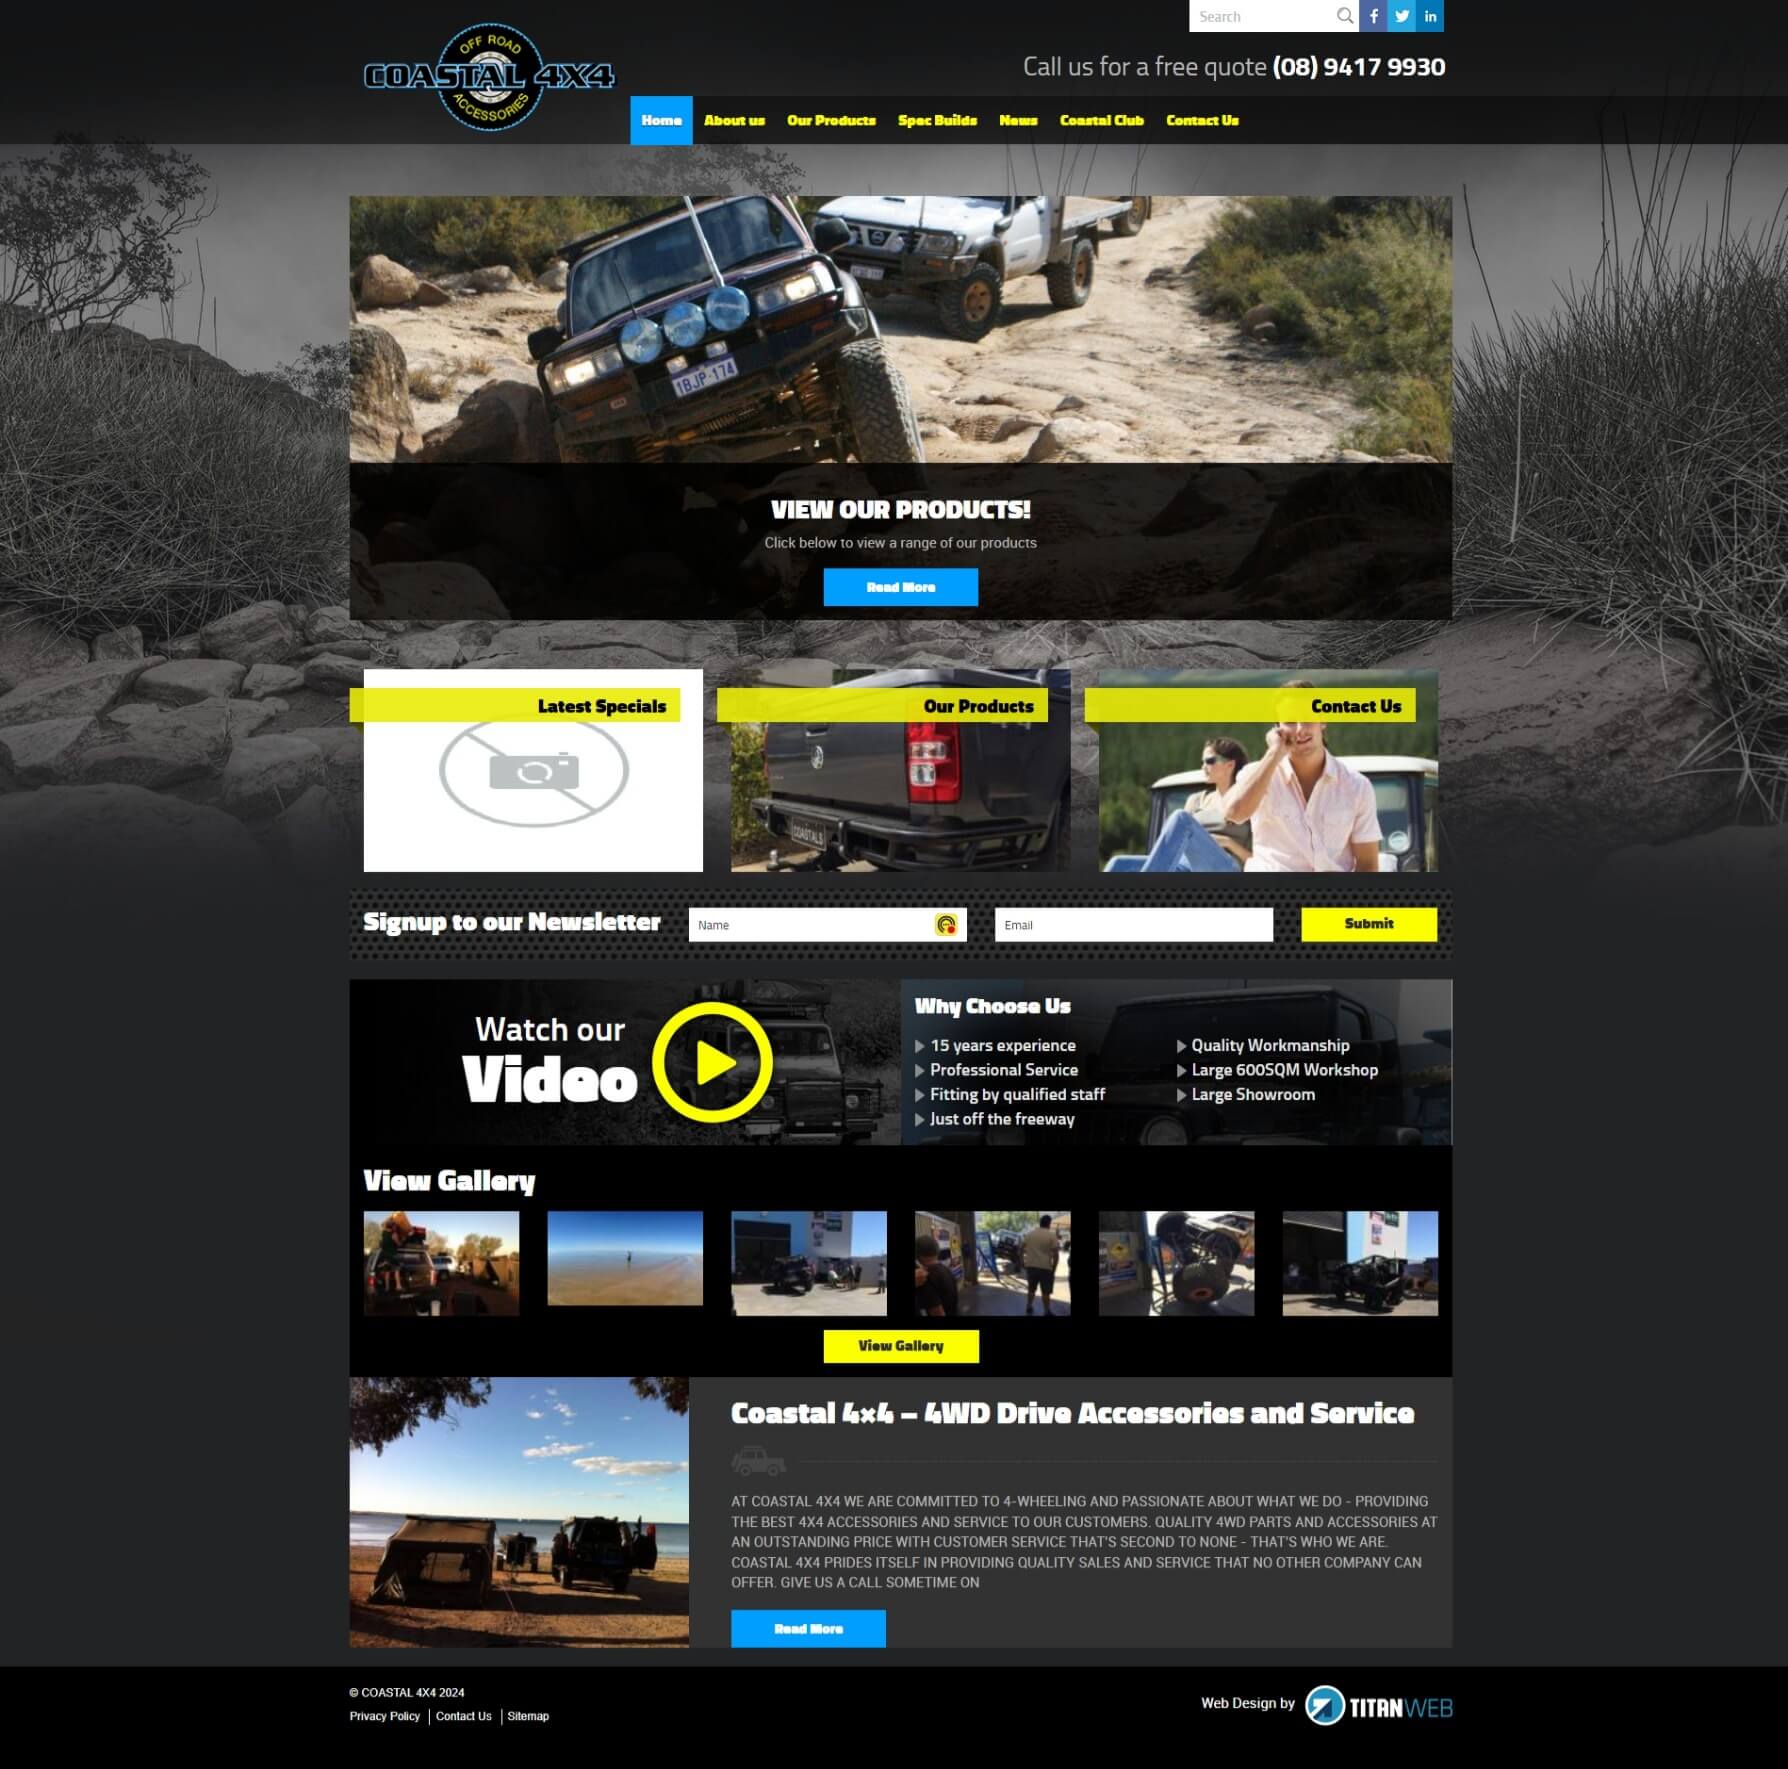 Search
OFF ROAD
COASTAL 4X4
ACCESSORIES
Call us for a free quote (08) 9417 9930
Home About us Our Products Spec Builds News Coastal Club Contact Us
1BJP·174
VIEW OUR PRODUCTS!
Click below to view a range of our products
Read More
Latest Specials
Our Products
Contact Us
COASTALS
Signup to our Newsletter
Name
Email
Submit
Watch our
Video
Why Choose Us
15 years experience
Professional Service
Fitting by qualified staff
Just off the freeway
Quality Workmanship
Large 600SQM Workshop
Large Showroom
View Gallery
View Gallery
Coastal 4×4 – 4WD Drive Accessories and Service
AT COASTAL 4X4 WE ARE COMMITTED TO 4-WHEELING AND PASSIONATE ABOUT WHAT WE DO - PROVIDING
THE BEST 4X4 ACCESSORIES AND SERVICE TO OUR CUSTOMERS. QUALITY 4WD PARTS AND ACCESSORIES AT
AN OUTSTANDING PRICE WITH CUSTOMER SERVICE THAT'S SECOND TO NONE - THAT'S WHO WE ARE.
COASTAL 4X4 PRIDES ITSELF IN PROVIDING QUALITY SALES AND SERVICE THAT NO OTHER COMPANY CAN
OFFER. GIVE US A CALL SOMETIME ON
Read More
© COASTAL 4X4 2024
Privacy Policy | Contact Us | Sitemap
Web Design by TITANWEB